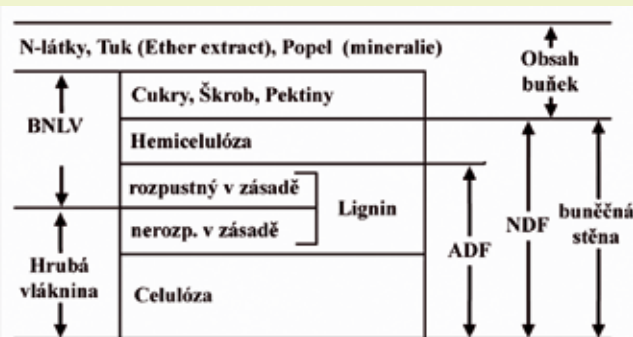 N-látky, Tuk (Ether extract), Popel (mineralie)
Obsah
buňek
BNLV
Cukry, Škrob, Pektiny
Hemicelulóza
rozpustný v zásadě
nerozp. v zásadě
Lignin
Hrubá
vláknina
Celulóza
ADF
NDF
buněčná
stěna